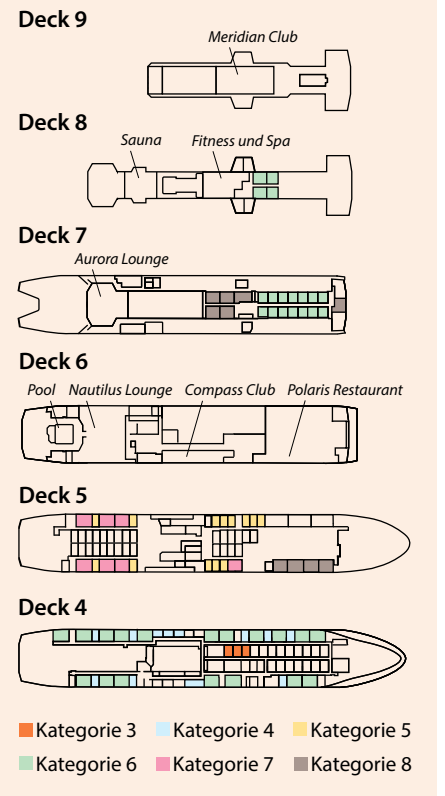 Deck 9
Meridian Club
Deck 8
Sauna Fitness und Spa
Deck 7
Aurora Lounge
Deck 6
Pool Nautilus Lounge Compass Club Polaris Restaurant
Deck 5
Deck 4
Kategorie 3 Kategorie 4 Kategorie 5
Kategorie 6 Kategorie 7 Kategorie 8